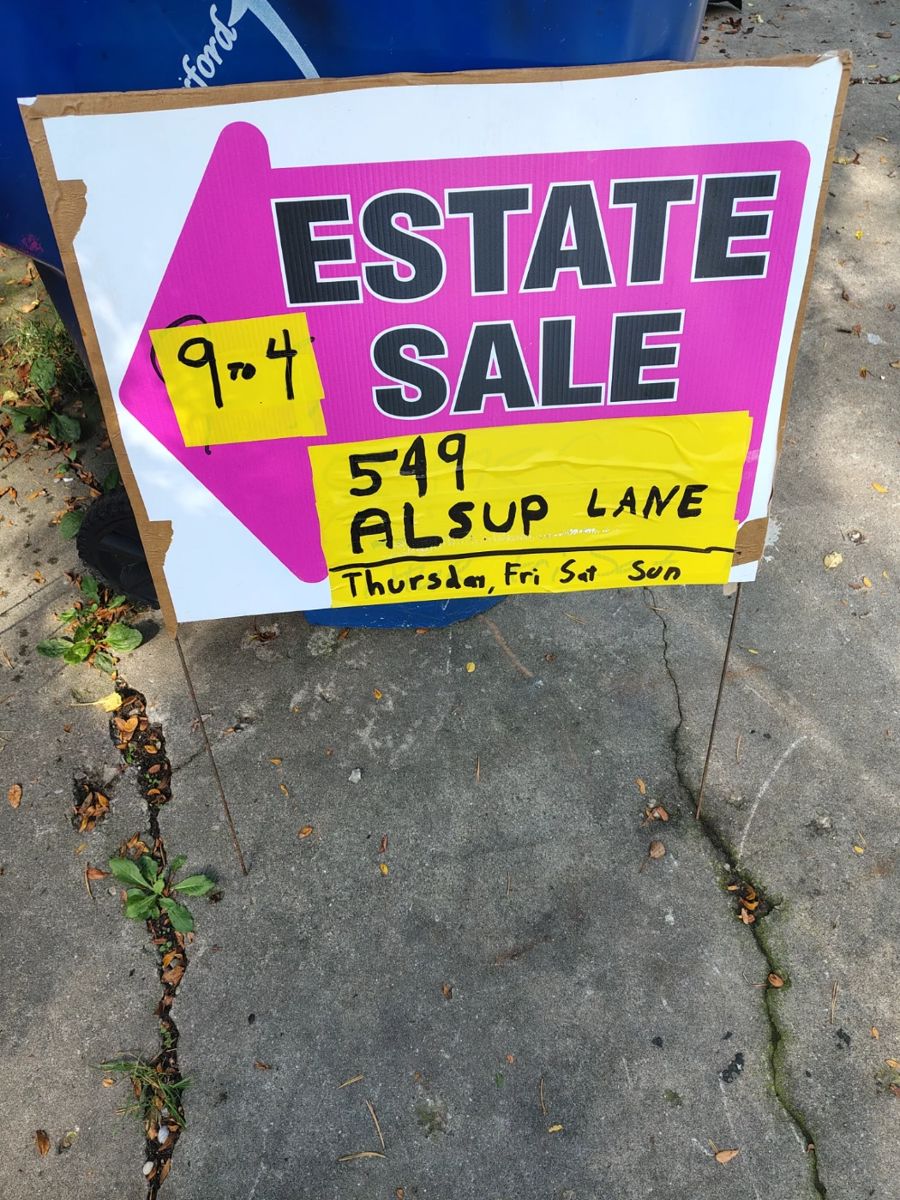 ESTATE
SALE
9 TO 4
549
ALSUP LANE
Thursday, Fri Sat Sun